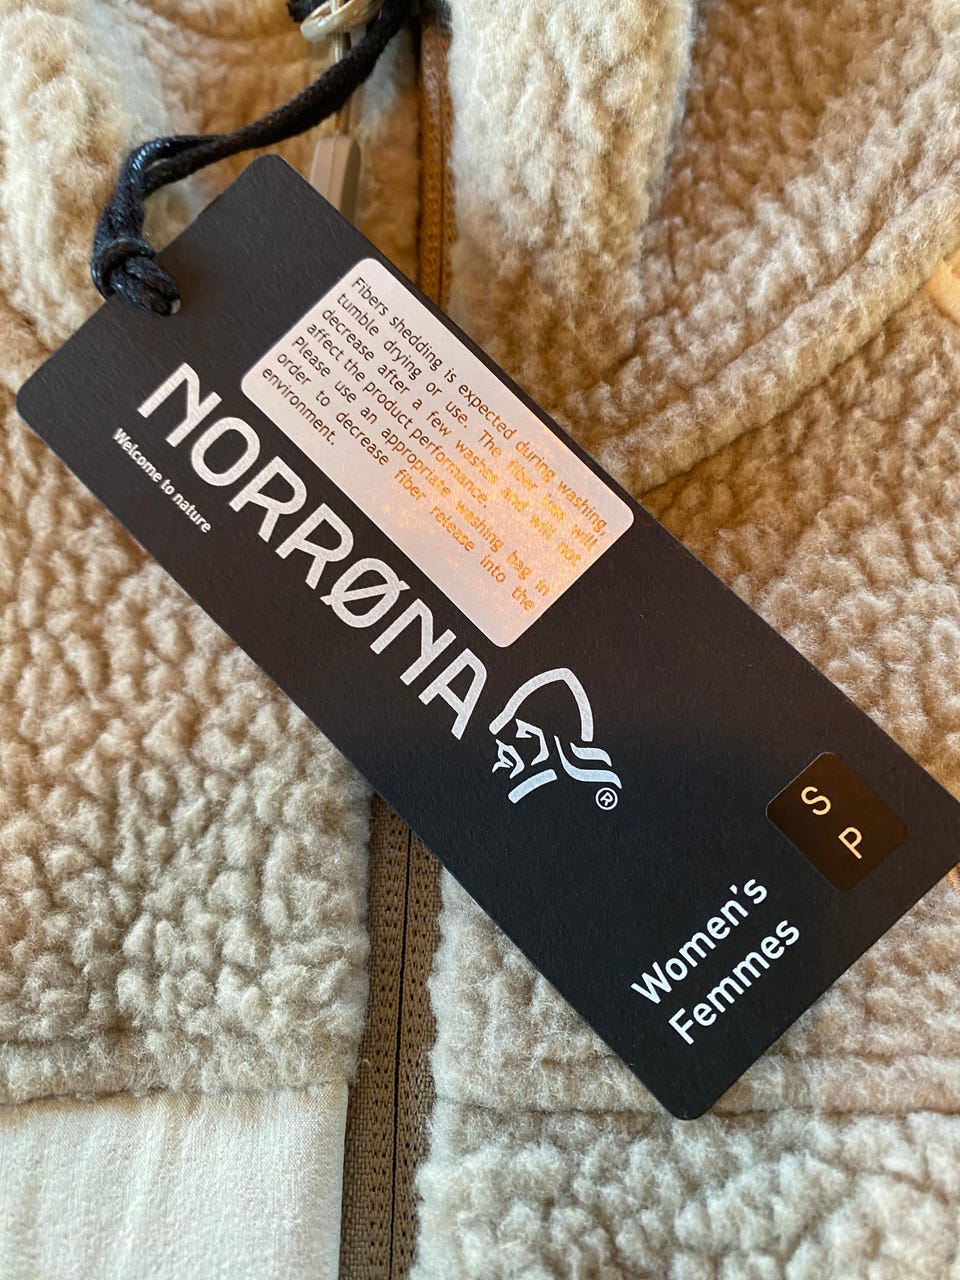 Fibers shedding is expected during washing,
tumble drying or use. The fiber loss will
decrease after a few washes and will not
affect the product performance.
Please use an appropriate washing bag in
order to decrease fiber release into the
environment.
NORRØNA
Welcome to nature
®
S
P
Women's
Femmes